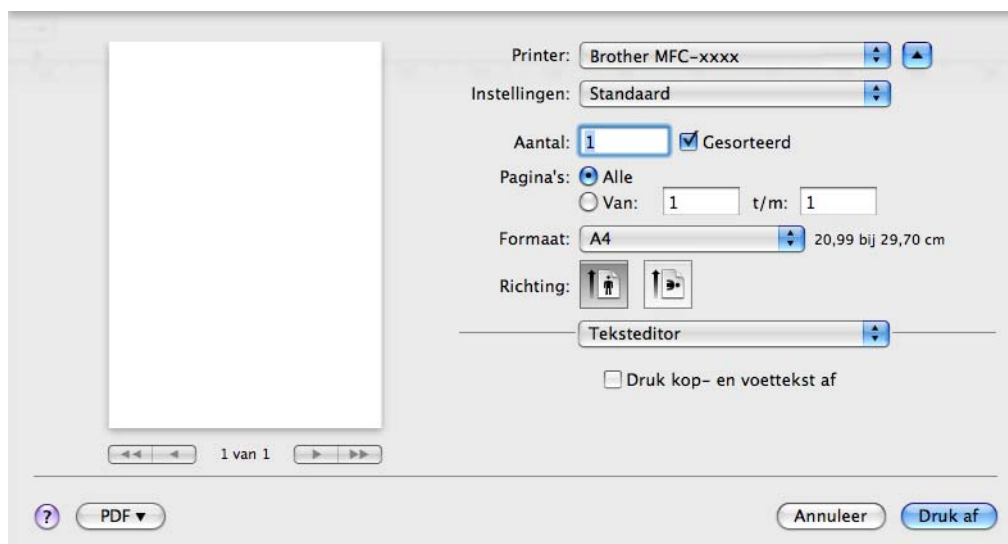 Printer: Brother MFC-xxxx
Instellingen: Standaard
Aantal: 1 Gesorteerd
Pagina's: Alle
Van: 1 t/m: 1
Formaat: A4 20,99 bij 29,70 cm
Richting:
Teksteditor
Druk kop- en voettekst af
1 van 1
? PDF Annuleer Druk af